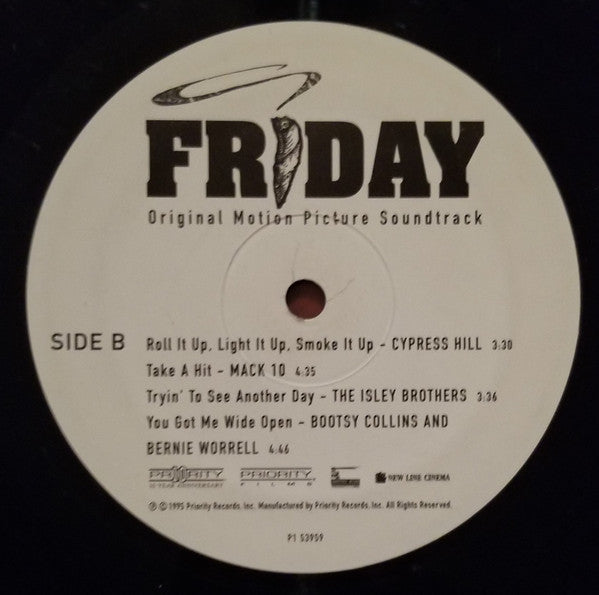 FRIDAY
Original Motion Picture Soundtrack
SIDE B
Roll It Up, Light It Up, Smoke It Up – CYPRESS HILL 3:30
Take A Hit – MACK 10 4:35
Tryin' To See Another Day – THE ISLEY BROTHERS 3:36
You Got Me Wide Open – BOOTSY COLLINS AND
BERNIE WORRELL 4:46
PRIORITY PRIORITY NEW LINE CINEMA
10 YEAR ANNIVERSARY FILMS
℗ © 1995 Priority Records, Inc. Manufactured by Priority Records, Inc. All Rights Reserved.
P1 53959